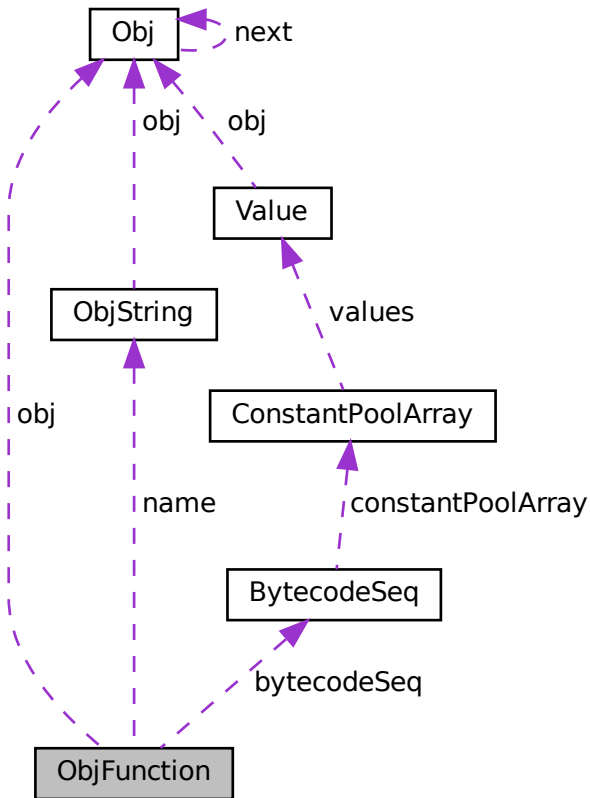 Obj
next
obj
obj
Value
ObjString
values
ConstantPoolArray
obj
name
constantPoolArray
BytecodeSeq
bytecodeSeq
ObjFunction